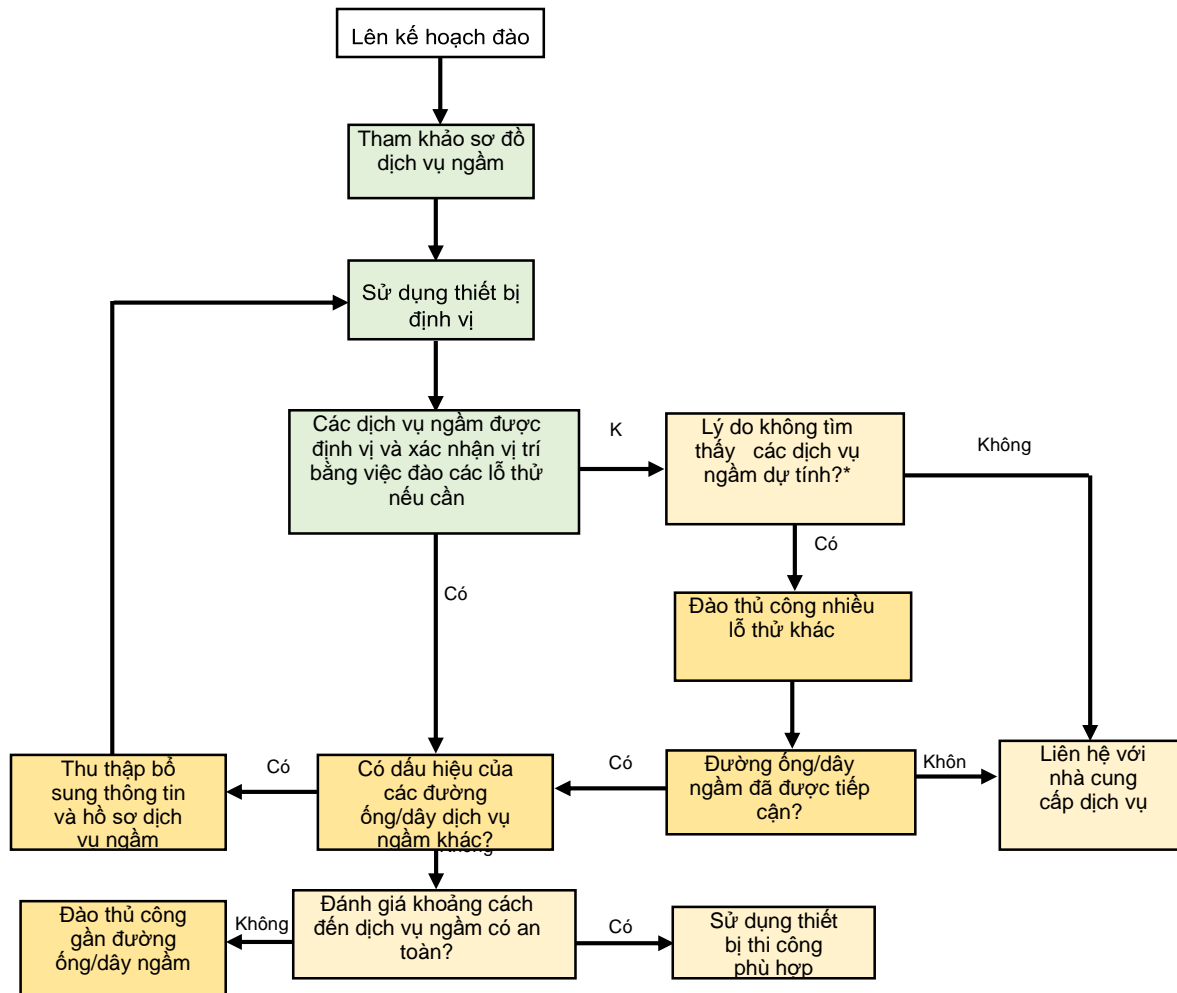 Lên kế hoạch đào
Tham khảo sơ đồ
dịch vụ ngầm
Sử dụng thiết bị
định vị
Các dịch vụ ngầm được
định vị và xác nhận vị trí
bằng việc đào các lỗ thử
nếu cần
K
Lý do không tìm
thấy các dịch vụ
ngầm dự tính?*
Không
Có
Có
Đào thủ công nhiều
lỗ thử khác
Thu thập bổ
sung thông tin
và hồ sơ dịch
vụ ngầm
Có
Có dấu hiệu của
các đường
ống/dây dịch vụ
ngầm khác?
Có
Đường ống/dây
ngầm đã được tiếp
cận?
Khôn
Liên hệ với
nhà cung
cấp dịch vụ
Không
Đào thủ công
gần đường
ống/dây ngầm
Không
Đánh giá khoảng cách
đến dịch vụ ngầm có an
toàn?
Có
Sử dụng thiết
bị thi công
phù hợp